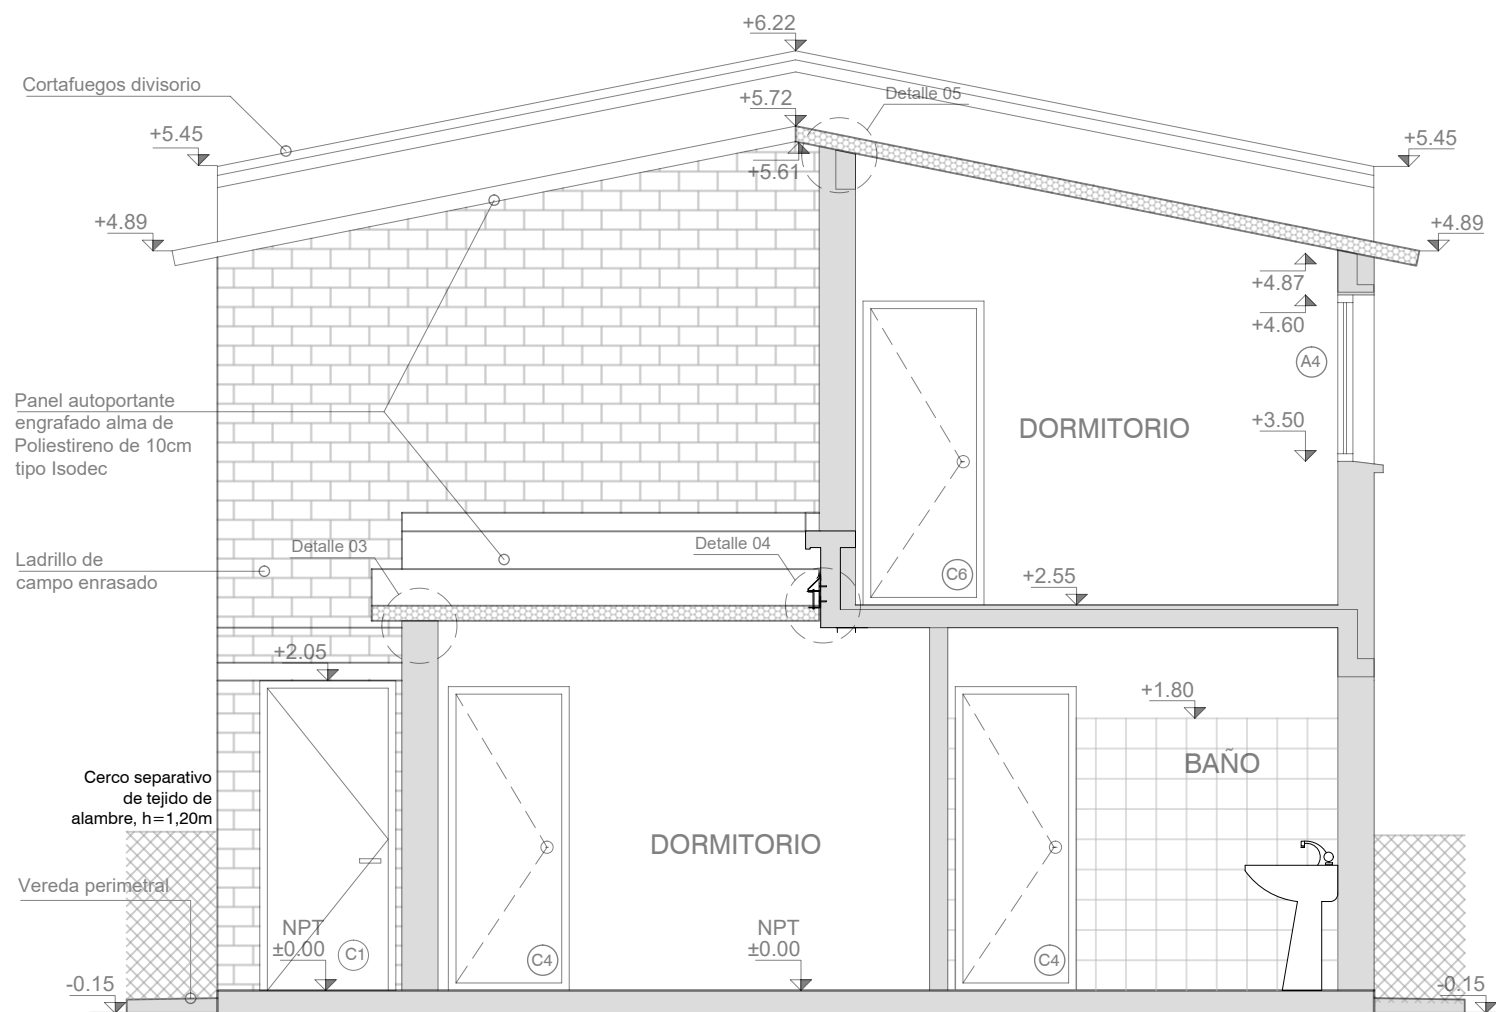 +6.22
Cortafuegos divisorio
+5.72
Detalle 05
+5.45
+5.45
+5.61
+4.89
+4.89
+4.87
+4.60
A4
Panel autoportante
engrafado alma de
Poliestireno de 10cm
tipo Isodec
DORMITORIO
+3.50
Ladrillo de
campo enrasado
Detalle 03
Detalle 04
C6
+2.55
+2.05
+1.80
BAÑO
Cerco separativo
de tejido de
alambre, h=1,20m
DORMITORIO
Vereda perimetral
NPT
±0.00
C1
C4
NPT
±0.00
C4
-0.15
-0.15